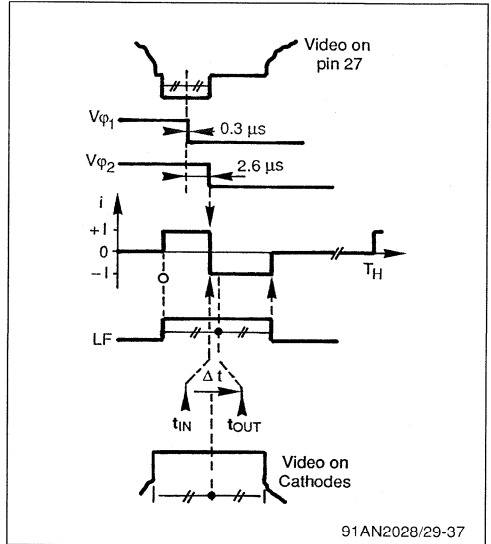 Video on
pin 27
Vφ1
0.3 µs
Vφ2
2.6 µs
i
+I
0
-I
TH
LF
Δ t
tIN
tOUT
Video on
Cathodes
91AN2028/29-37